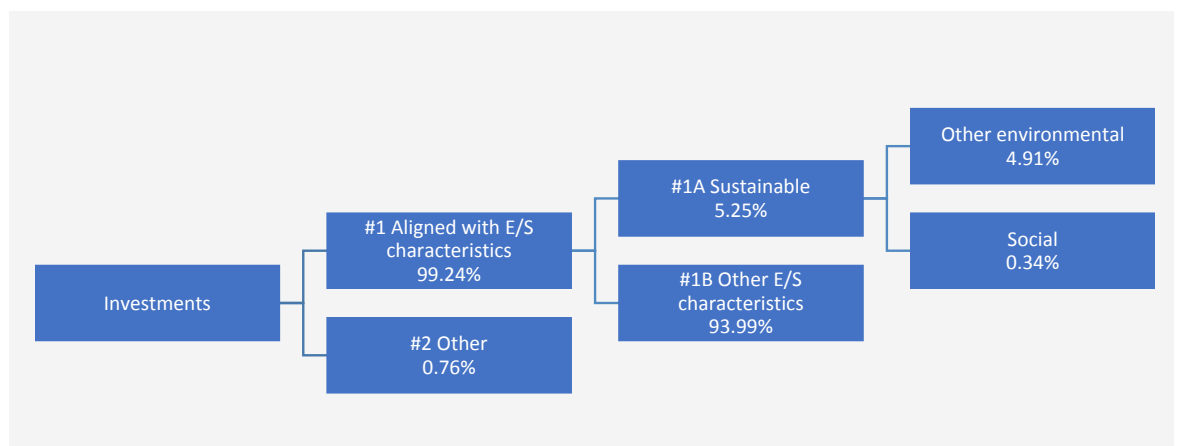 Investments
#1 Aligned with E/S
characteristics
99.24%
#2 Other
0.76%
#1A Sustainable
5.25%
#1B Other E/S
characteristics
93.99%
Other environmental
4.91%
Social
0.34%